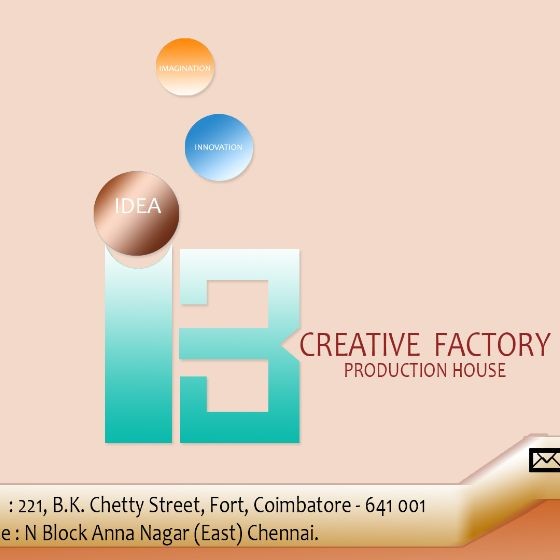 IMAGINATION
INNOVATION
IDEA
i3
CREATIVE FACTORY
PRODUCTION HOUSE
: 221, B.K. Chetty Street, Fort, Coimbatore - 641 001
e : N Block Anna Nagar (East) Chennai.